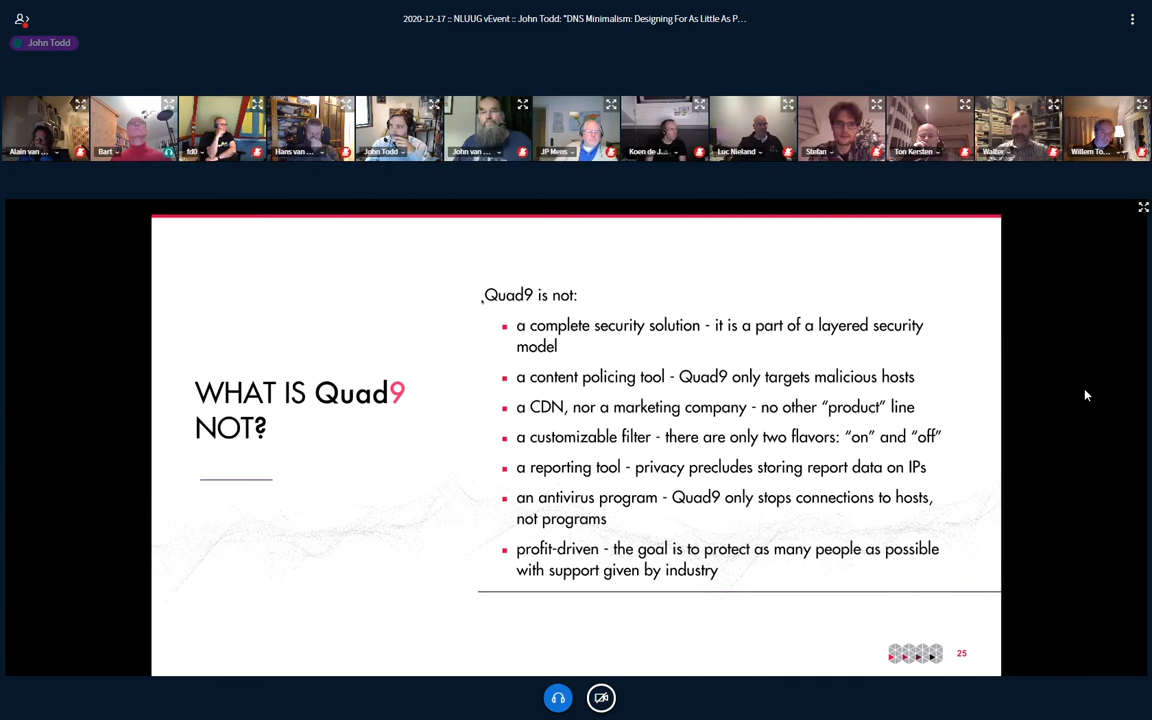 2020-12-17 :: NLUUG vEvent :: John Todd: "DNS Minimalism: Designing For As Little As P...
John Todd
Alain van ...
Bart
fd0
Hans van ...
John Todd
John van ...
JP Mens
Koen de J...
Luc Nieland
Stefan
Ton Kersten
Walter
Willem To...
WHAT IS Quad9
NOT?
Quad9 is not:
a complete security solution - it is a part of a layered security
model
a content policing tool - Quad9 only targets malicious hosts
a CDN, nor a marketing company - no other “product” line
a customizable filter - there are only two flavors: “on” and “off”
a reporting tool - privacy precludes storing report data on IPs
an antivirus program - Quad9 only stops connections to hosts,
not programs
profit-driven - the goal is to protect as many people as possible
with support given by industry
25